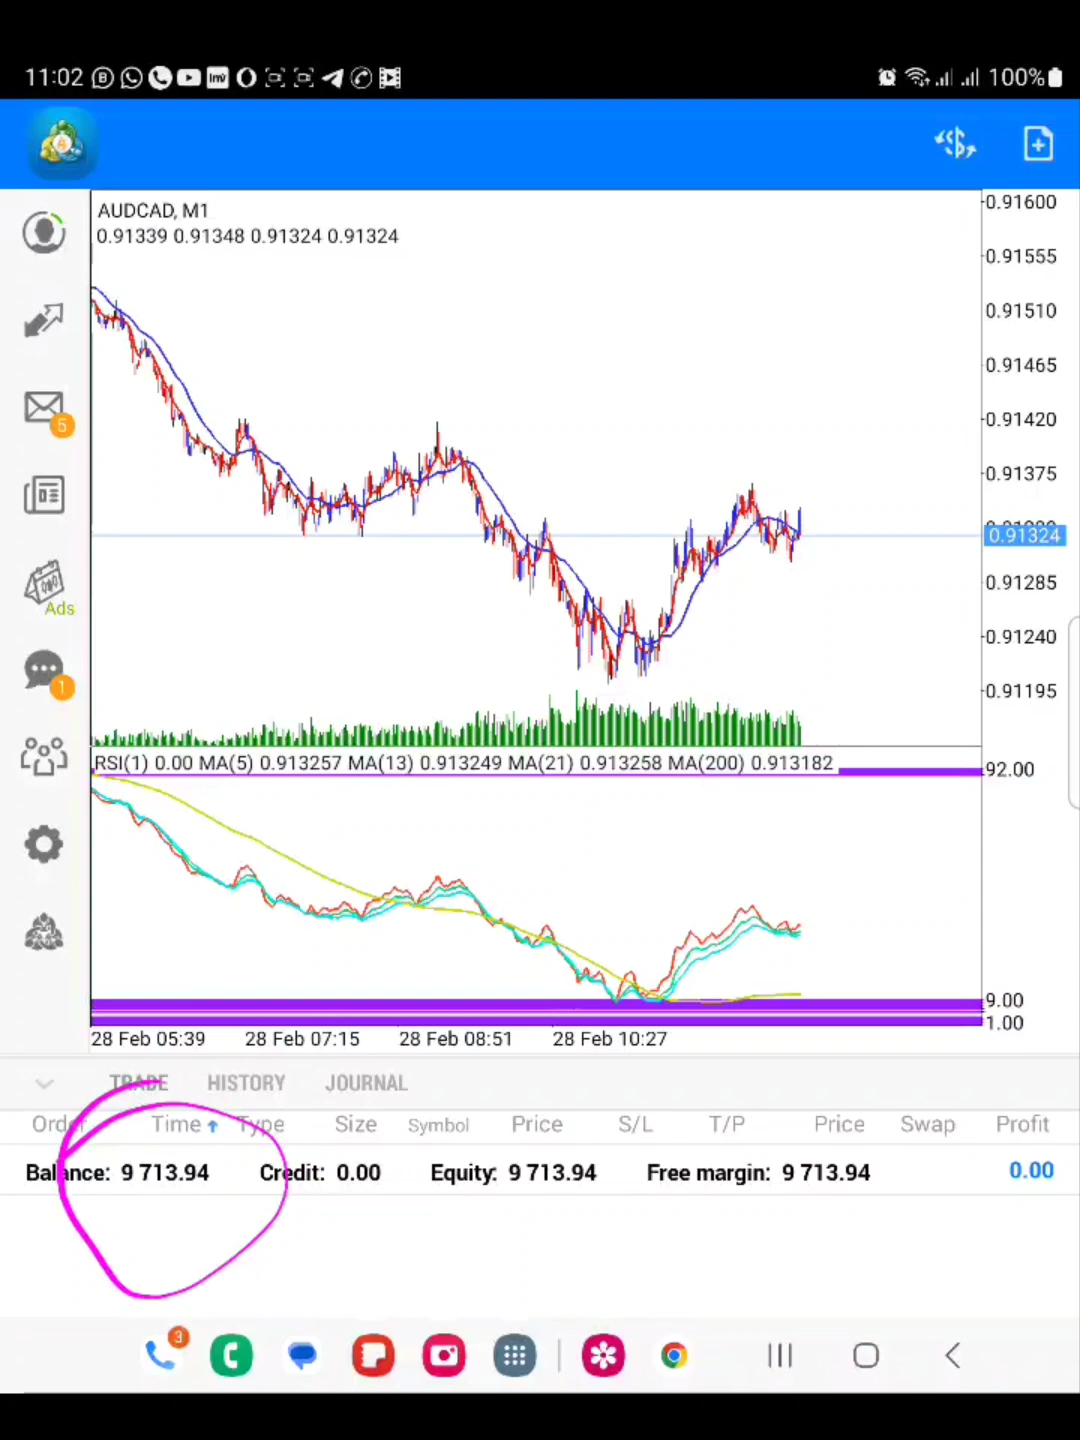 11:02 100%
AUDCAD, M1
0.91339 0.91348 0.91324 0.91324
0.91600
0.91555
0.91510
0.91465
0.91420
0.91375
0.91324
0.91285
0.91240
0.91195
5
Ads
1
RSI(1) 0.00 MA(5) 0.913257 MA(13) 0.913249 MA(21) 0.913258 MA(200) 0.913182
92.00
9.00
1.00
28 Feb 05:39 28 Feb 07:15 28 Feb 08:51 28 Feb 10:27
TRADE HISTORY JOURNAL
Order Time Type Size Symbol Price S/L T/P Price Swap Profit
Balance: 9 713.94 Credit: 0.00 Equity: 9 713.94 Free margin: 9 713.94 0.00
3